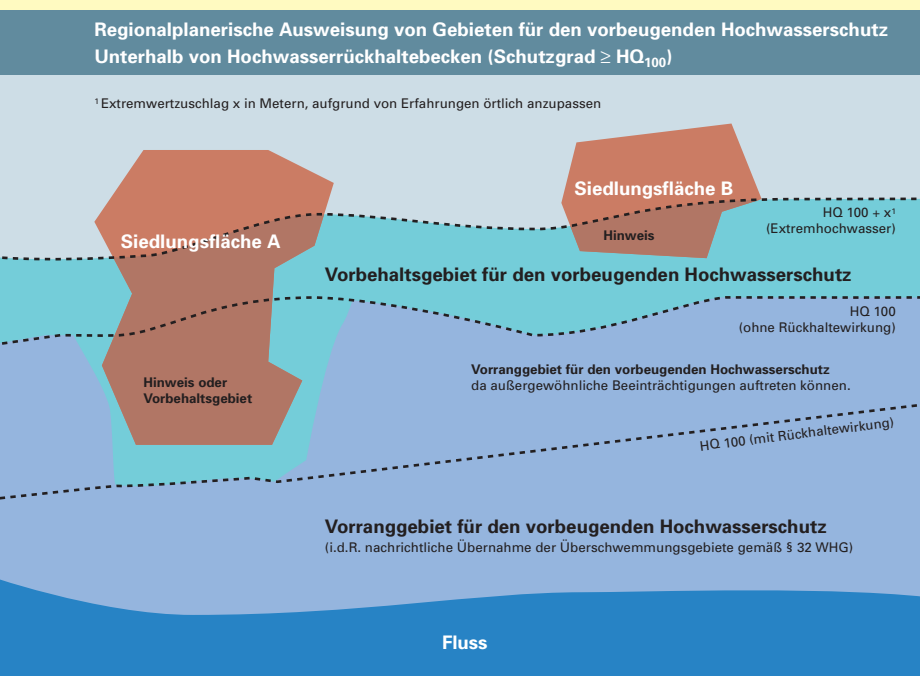 Regionalplanerische Ausweisung von Gebieten für den vorbeugenden Hochwasserschutz
Unterhalb von Hochwasserrückhaltebecken (Schutzgrad ≥ HQ100)
¹ Extremwertzuschlag x in Metern, aufgrund von Erfahrungen örtlich anzupassen
Siedlungsfläche B
Siedlungsfläche A
Hinweis
HQ 100 + x¹
(Extremhochwasser)
Vorbehaltsgebiet für den vorbeugenden Hochwasserschutz
HQ 100
(ohne Rückhaltewirkung)
Hinweis oder
Vorbehaltsgebiet
Vorranggebiet für den vorbeugenden Hochwasserschutz
da außergewöhnliche Beeinträchtigungen auftreten können.
HQ 100 (mit Rückhaltewirkung)
Vorranggebiet für den vorbeugenden Hochwasserschutz
(i.d.R. nachrichtliche Übernahme der Überschwemmungsgebiete gemäß § 32 WHG)
Fluss